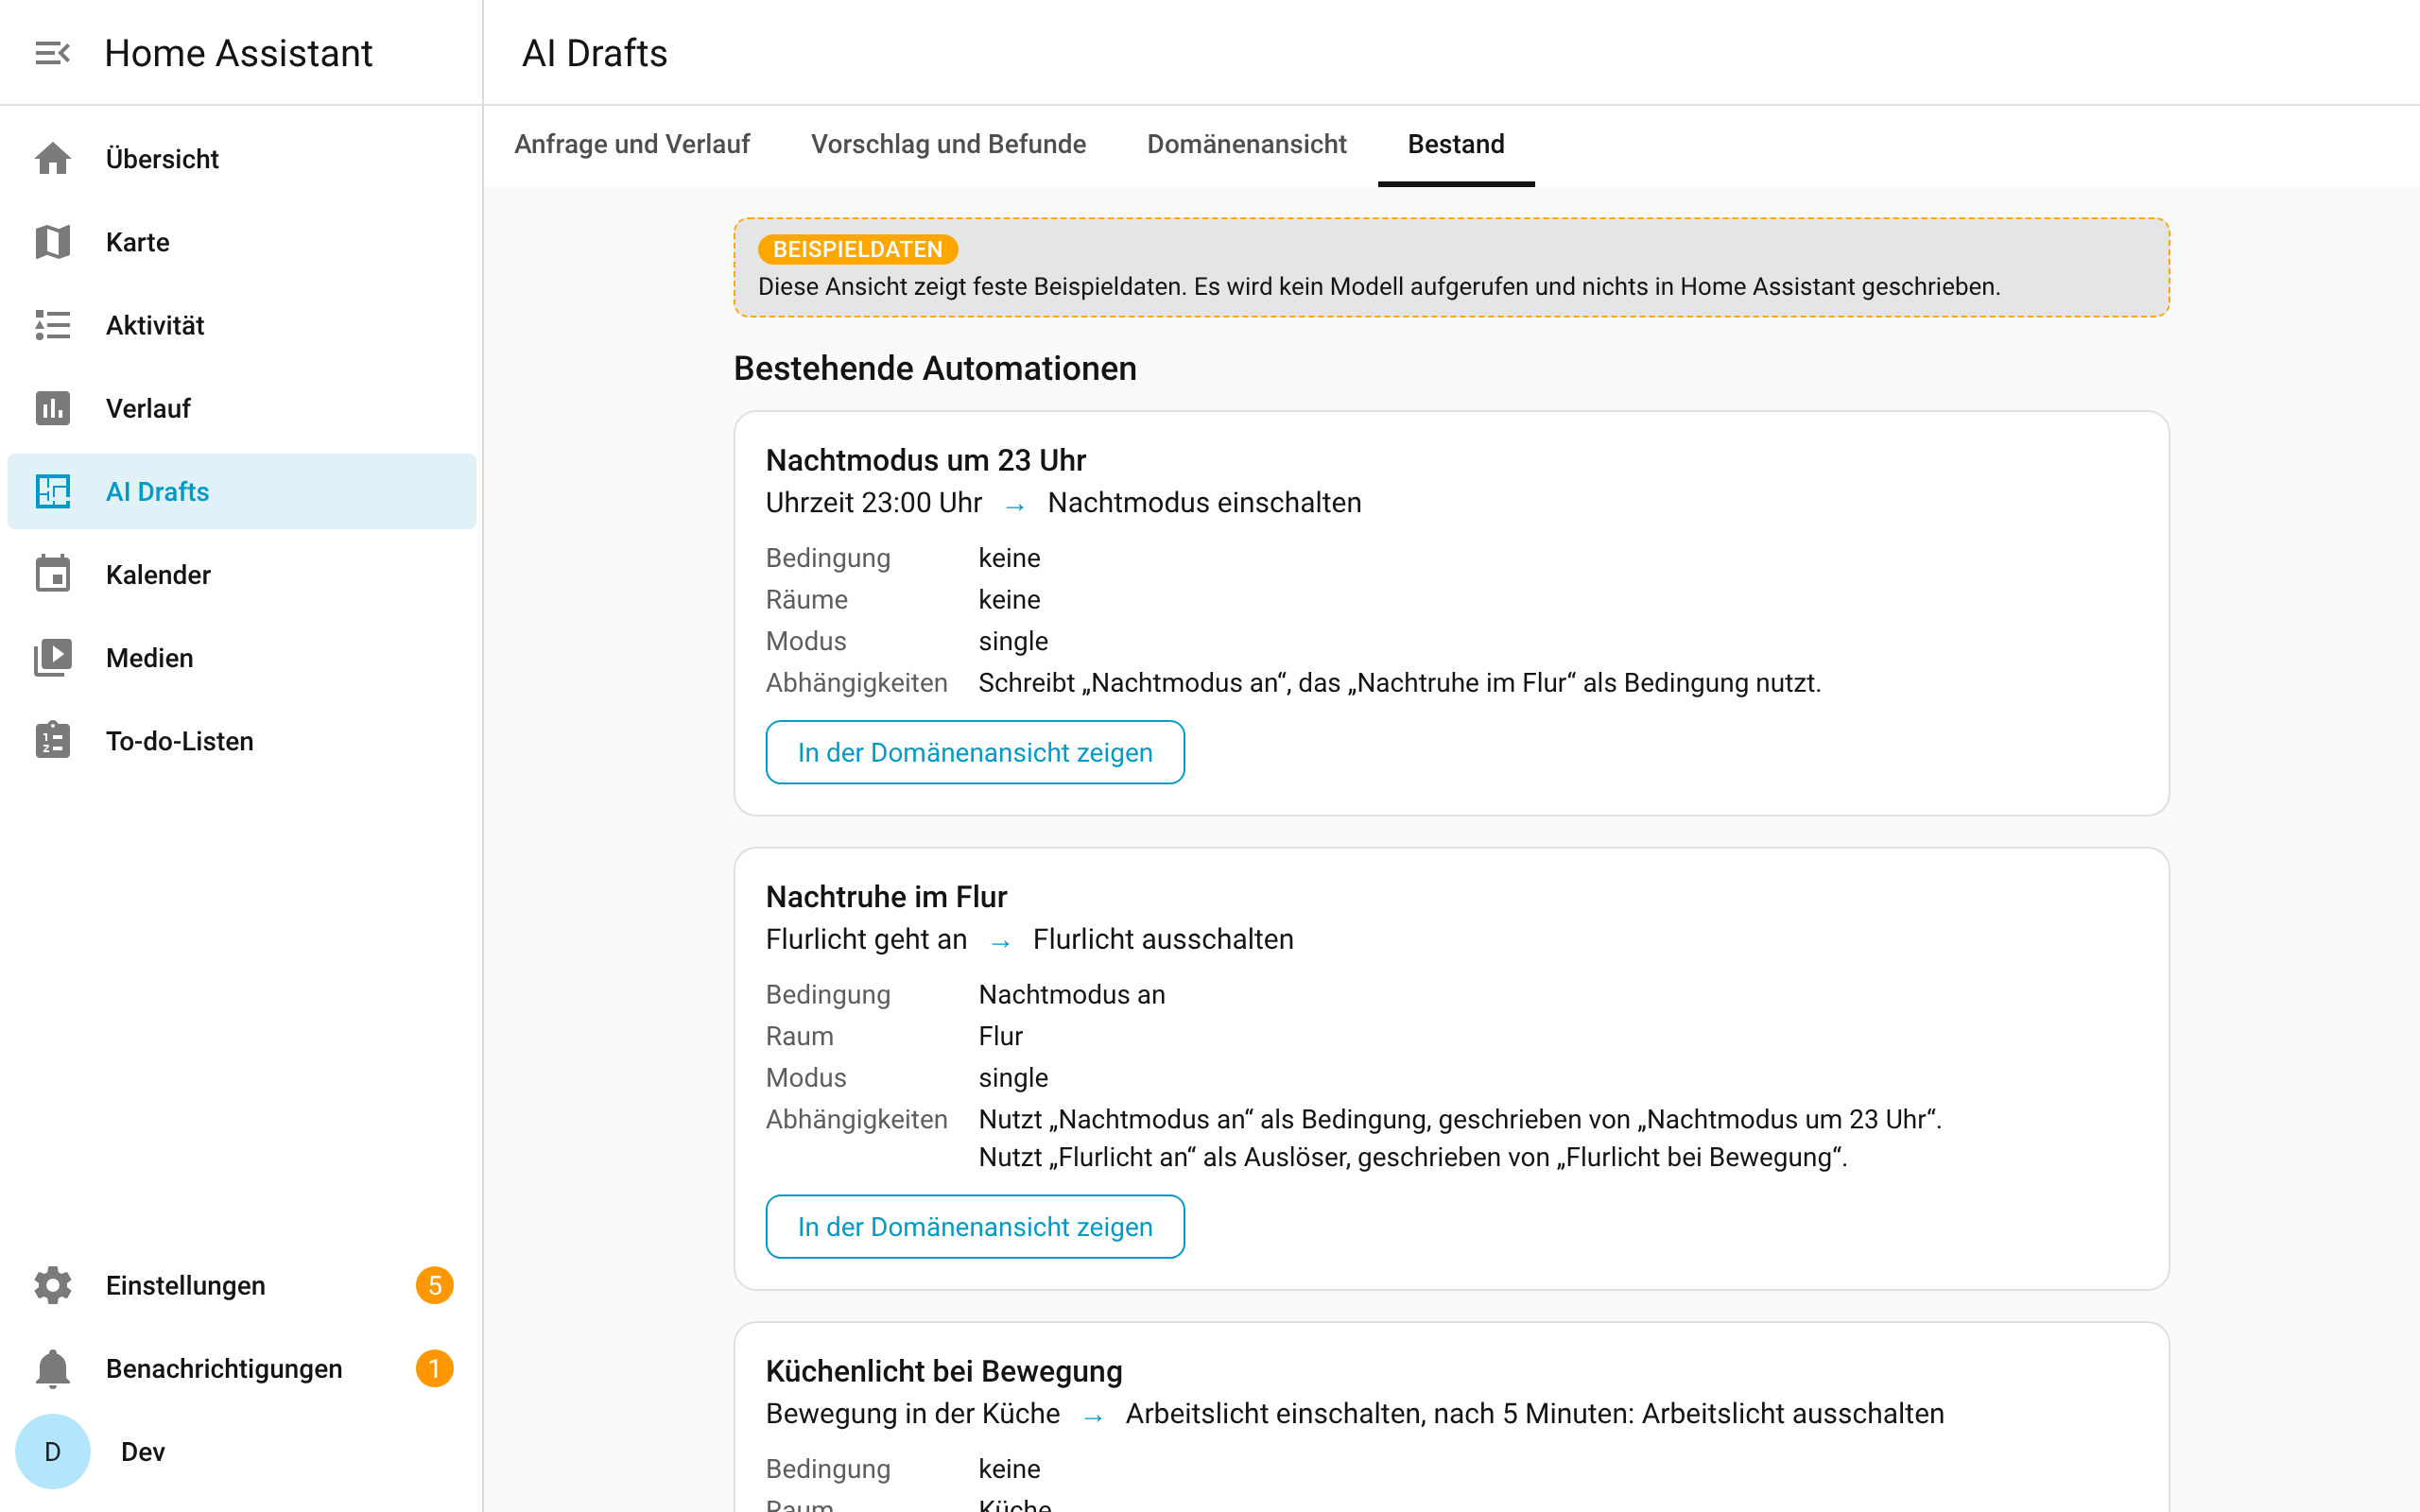 Home Assistant
AI Drafts
Übersicht
Karte
Aktivität
Verlauf
AI Drafts
Kalender
Medien
To-do-Listen
Einstellungen 5
Benachrichtigungen 1
D Dev
Anfrage und Verlauf Vorschlag und Befunde Domänenansicht Bestand
BEISPIELDATEN
Diese Ansicht zeigt feste Beispieldaten. Es wird kein Modell aufgerufen und nichts in Home Assistant geschrieben.
Bestehende Automationen
Nachtmodus um 23 Uhr
Uhrzeit 23:00 Uhr → Nachtmodus einschalten
Bedingung keine
Räume keine
Modus single
Abhängigkeiten Schreibt „Nachtmodus an“, das „Nachtruhe im Flur“ als Bedingung nutzt.
In der Domänenansicht zeigen
Nachtruhe im Flur
Flurlicht geht an → Flurlicht ausschalten
Bedingung Nachtmodus an
Raum Flur
Modus single
Abhängigkeiten Nutzt „Nachtmodus an“ als Bedingung, geschrieben von „Nachtmodus um 23 Uhr“.
Nutzt „Flurlicht an“ als Auslöser, geschrieben von „Flurlicht bei Bewegung“.
In der Domänenansicht zeigen
Küchenlicht bei Bewegung
Bewegung in der Küche → Arbeitslicht einschalten, nach 5 Minuten: Arbeitslicht ausschalten
Bedingung keine
Raum Küche